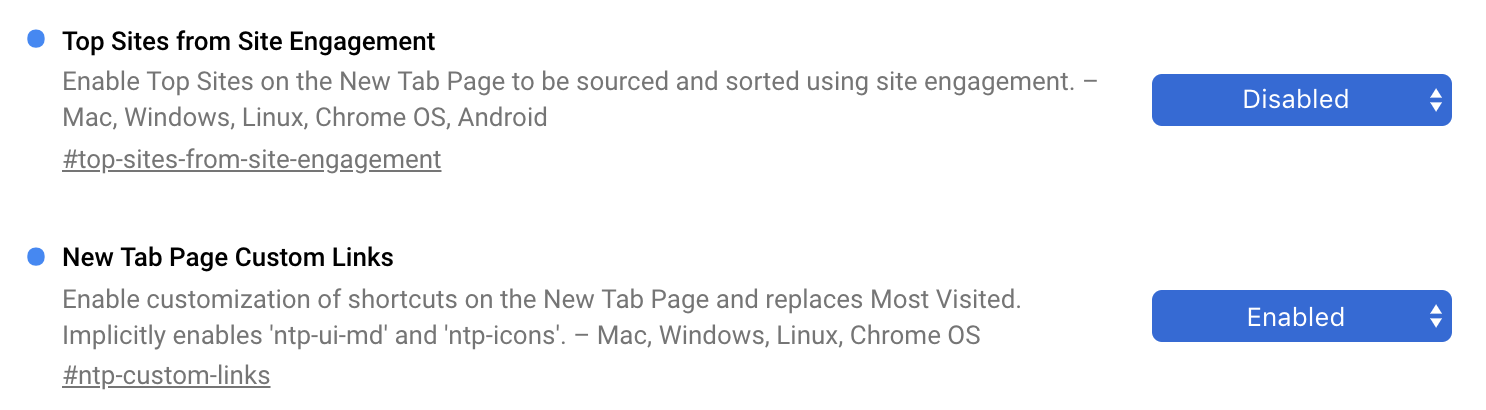 Top Sites from Site Engagement
Enable Top Sites on the New Tab Page to be sourced and sorted using site engagement. –
Mac, Windows, Linux, Chrome OS, Android
#top-sites-from-site-engagement
Disabled
New Tab Page Custom Links
Enable customization of shortcuts on the New Tab Page and replaces Most Visited.
Implicitly enables 'ntp-ui-md' and 'ntp-icons'. – Mac, Windows, Linux, Chrome OS
#ntp-custom-links
Enabled